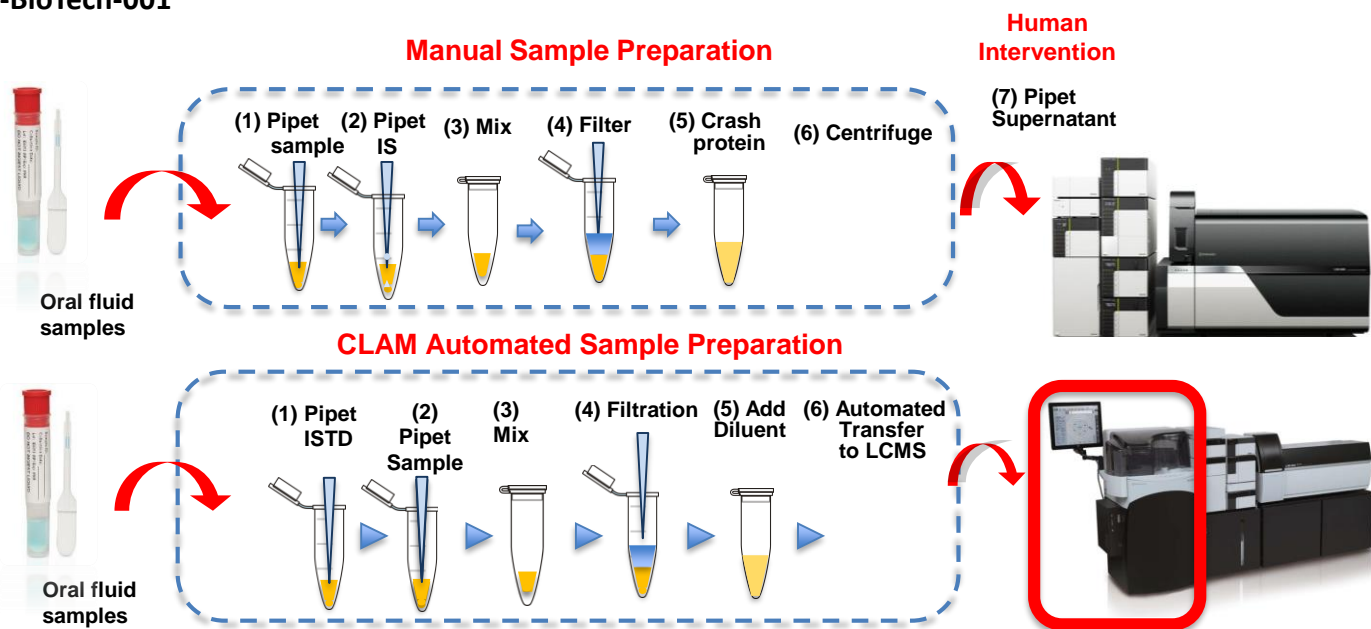 -BioTech-001
Manual Sample Preparation
Human
Intervention
(1) Pipet
sample
(2) Pipet
IS
(3) Mix
(4) Filter
(5) Crash
protein
(6) Centrifuge
(7) Pipet
Supernatant
Oral fluid
samples
CLAM Automated Sample Preparation
(1) Pipet
ISTD
(2)
Pipet
Sample
(3)
Mix
(4) Filtration
(5) Add
Diluent
(6) Automated
Transfer
to LCMS
Oral fluid
samples